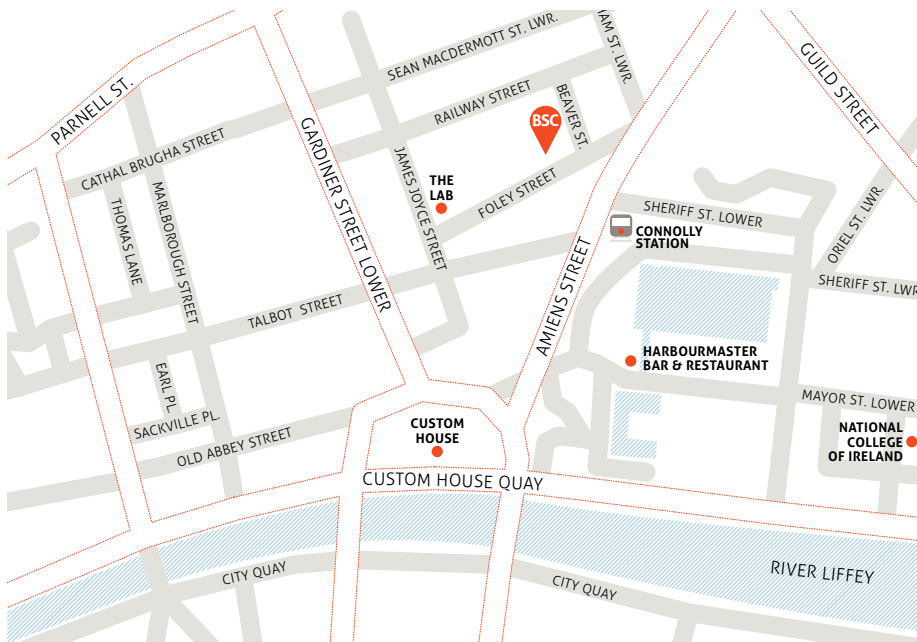 SEAN MACDERMOTT ST. LWR.
AM ST. LWR.
GUILD STREET
PARNELL ST.
RAILWAY STREET
BEAVER ST.
BSC
CATHAL BRUGHA STREET
GARDINER STREET LOWER
JAMES JOYCE STREET
THE
LAB
FOLEY STREET
THOMAS LANE
MARLBOROUGH STREET
SHERIFF ST. LOWER
CONNOLLY
STATION
ORIEL ST. LWR
SHERIFF ST. LWR
TALBOT STREET
AMIENS STREET
HARBOURMASTER
BAR & RESTAURANT
EARL PL.
SACKVILLE PL.
MAYOR ST. LOWER
OLD ABBEY STREET
CUSTOM
HOUSE
NATIONAL
COLLEGE
OF IRELAND
CUSTOM HOUSE QUAY
CITY QUAY
CITY QUAY
RIVER LIFFEY